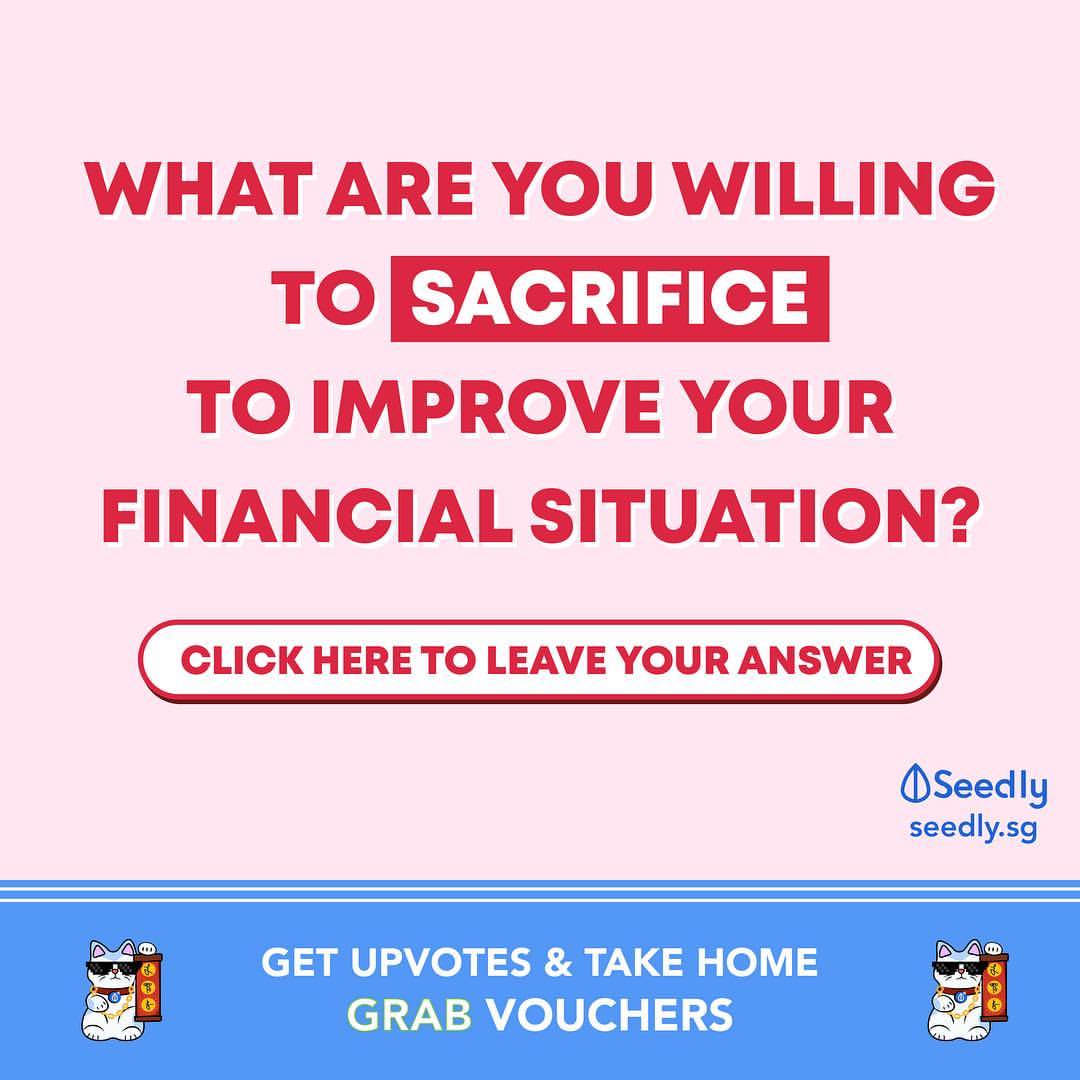 WHAT ARE YOU WILLING
TO SACRIFICE
TO IMPROVE YOUR
FINANCIAL SITUATION?
CLICK HERE TO LEAVE YOUR ANSWER
Seedly
seedly.sg
GET UPVOTES & TAKE HOME
GRAB VOUCHERS